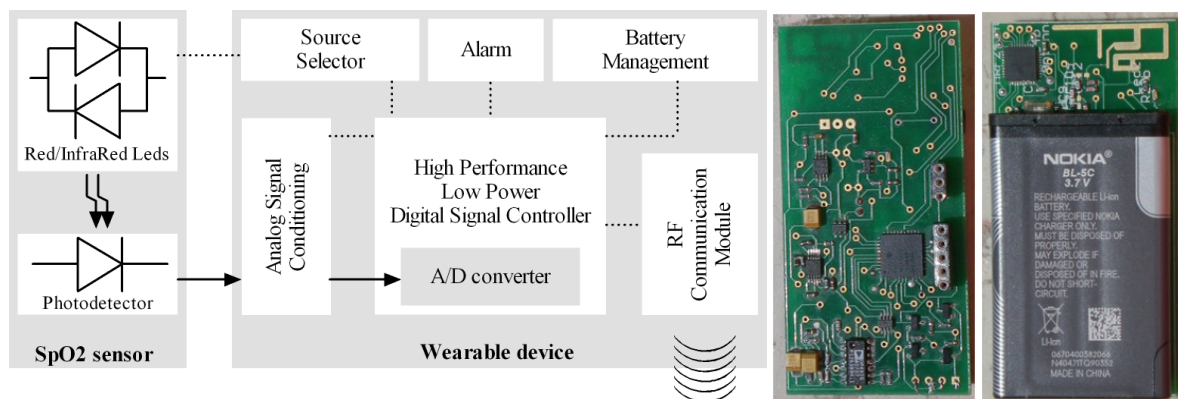 Red/InfraRed Leds
Photodetector
SpO2 sensor
Source
Selector
Alarm
Battery
Management
Analog Signal
Conditioning
High Performance
Low Power
Digital Signal Controller
A/D converter
RF
Communication
Module
Wearable device
NOKIA®
BL-5C
3.7 V
RECHARGEABLE Li-ion
BATTERY.
USE SPECIFIED NOKIA
CHARGER ONLY.
MUST BE DISPOSED OF
PROPERLY.
MAY EXPLODE IF
DAMAGED OR
DISPOSED OF IN FIRE.
DO NOT SHORT-
CIRCUIT.
Li-Ion
0670400382066
N404J1TQ90352
MADE IN CHINA